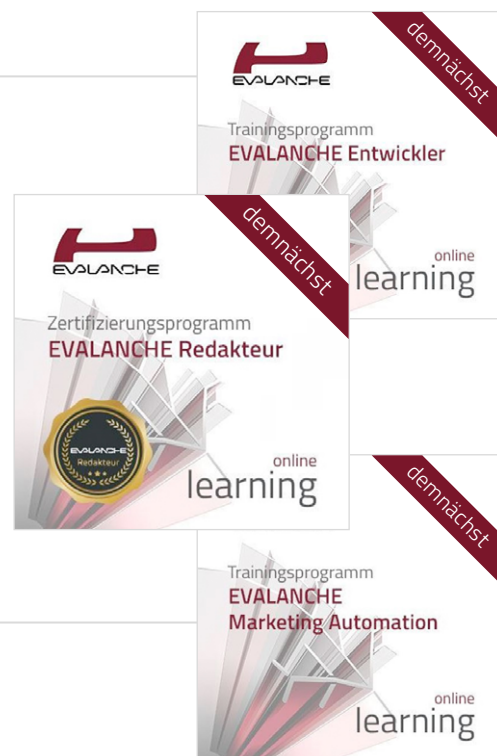 demnächst
EVALANCHE
Trainingsprogramm
EVALANCHE Entwickler
online
learning
demnächst
EVALANCHE
Zertifizierungsprogramm
EVALANCHE Redakteur
EVALANCHE
Redakteur
online
learning
demnächst
Trainingsprogramm
EVALANCHE
Marketing Automation
online
learning